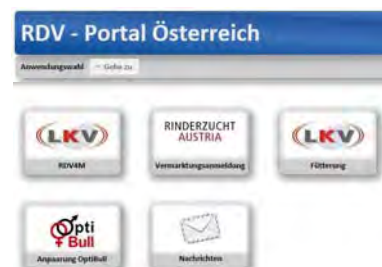 RDV - Portal Österreich
Anwendungswahl -- Gehe zu
LKV
RDV4M
RINDERZUCHT
AUSTRIA
Vermarktungsanmeldung
LKV
Fütterung
Opti
Bull
Anpaarung OptiBull
Nachrichten